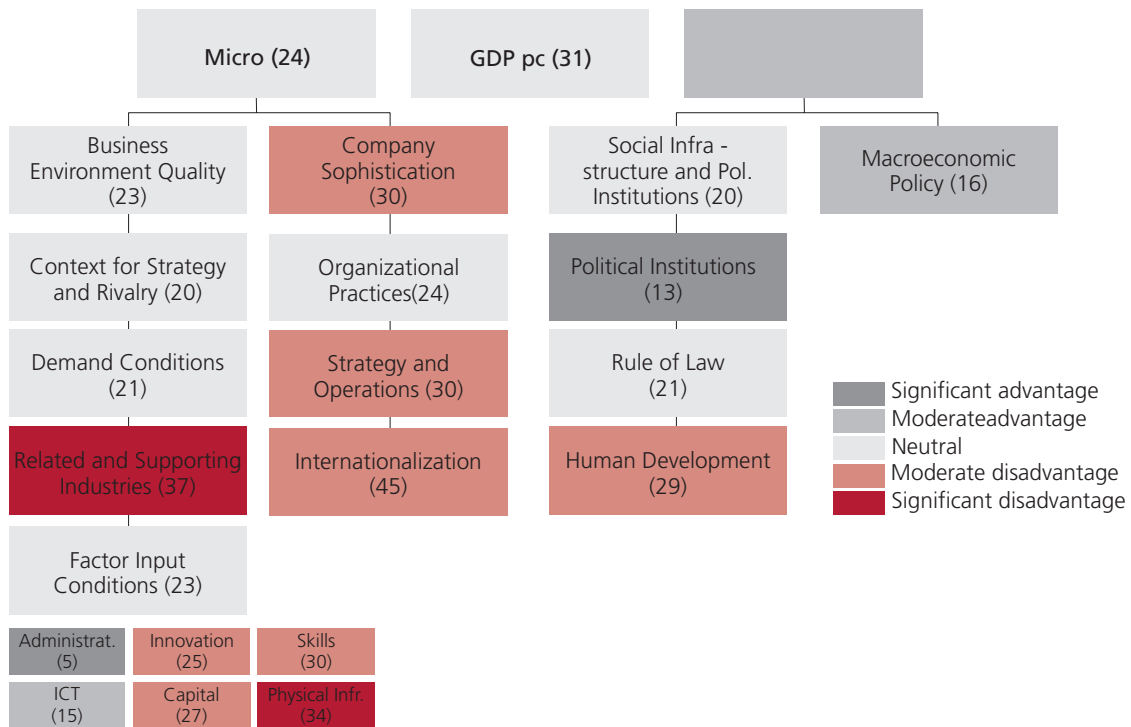 Micro (24)
GDP pc (31)
Business
Environment Quality
(23)
Company
Sophistication
(30)
Social Infra -
structure and Pol.
Institutions (20)
Macroeconomic
Policy (16)
Context for Strategy
and Rivalry (20)
Organizational
Practices(24)
Political Institutions
(13)
Demand Conditions
(21)
Strategy and
Operations (30)
Rule of Law
(21)
Related and Supporting
Industries (37)
Internationalization
(45)
Human Development
(29)
Factor Input
Conditions (23)
Administrat.
(5)
Innovation
(25)
Skills
(30)
ICT
(15)
Capital
(27)
Physical Infr.
(34)
Significant advantage
Moderateadvantage
Neutral
Moderate disadvantage
Significant disadvantage